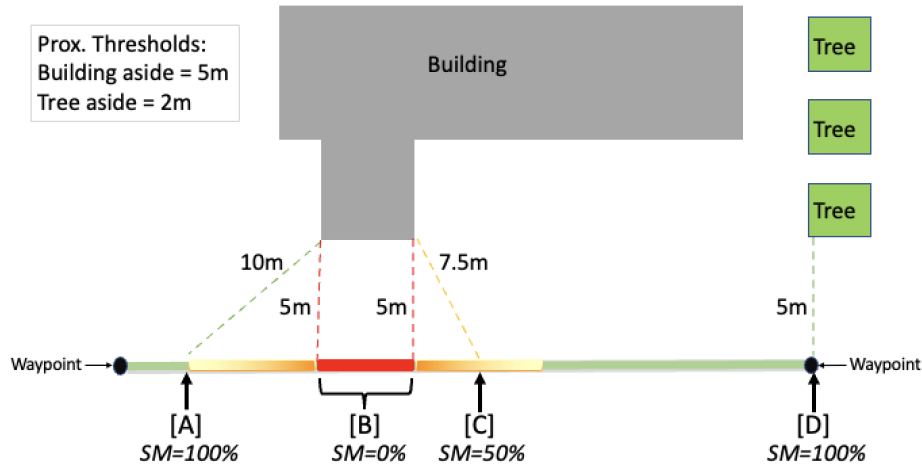 Prox. Thresholds:
Building aside = 5m
Tree aside = 2m
Building
Tree
Tree
Tree
10m
7.5m
5m
5m
5m
Waypoint
Waypoint
[A]
SM=100%
[B]
SM=0%
[C]
SM=50%
[D]
SM=100%